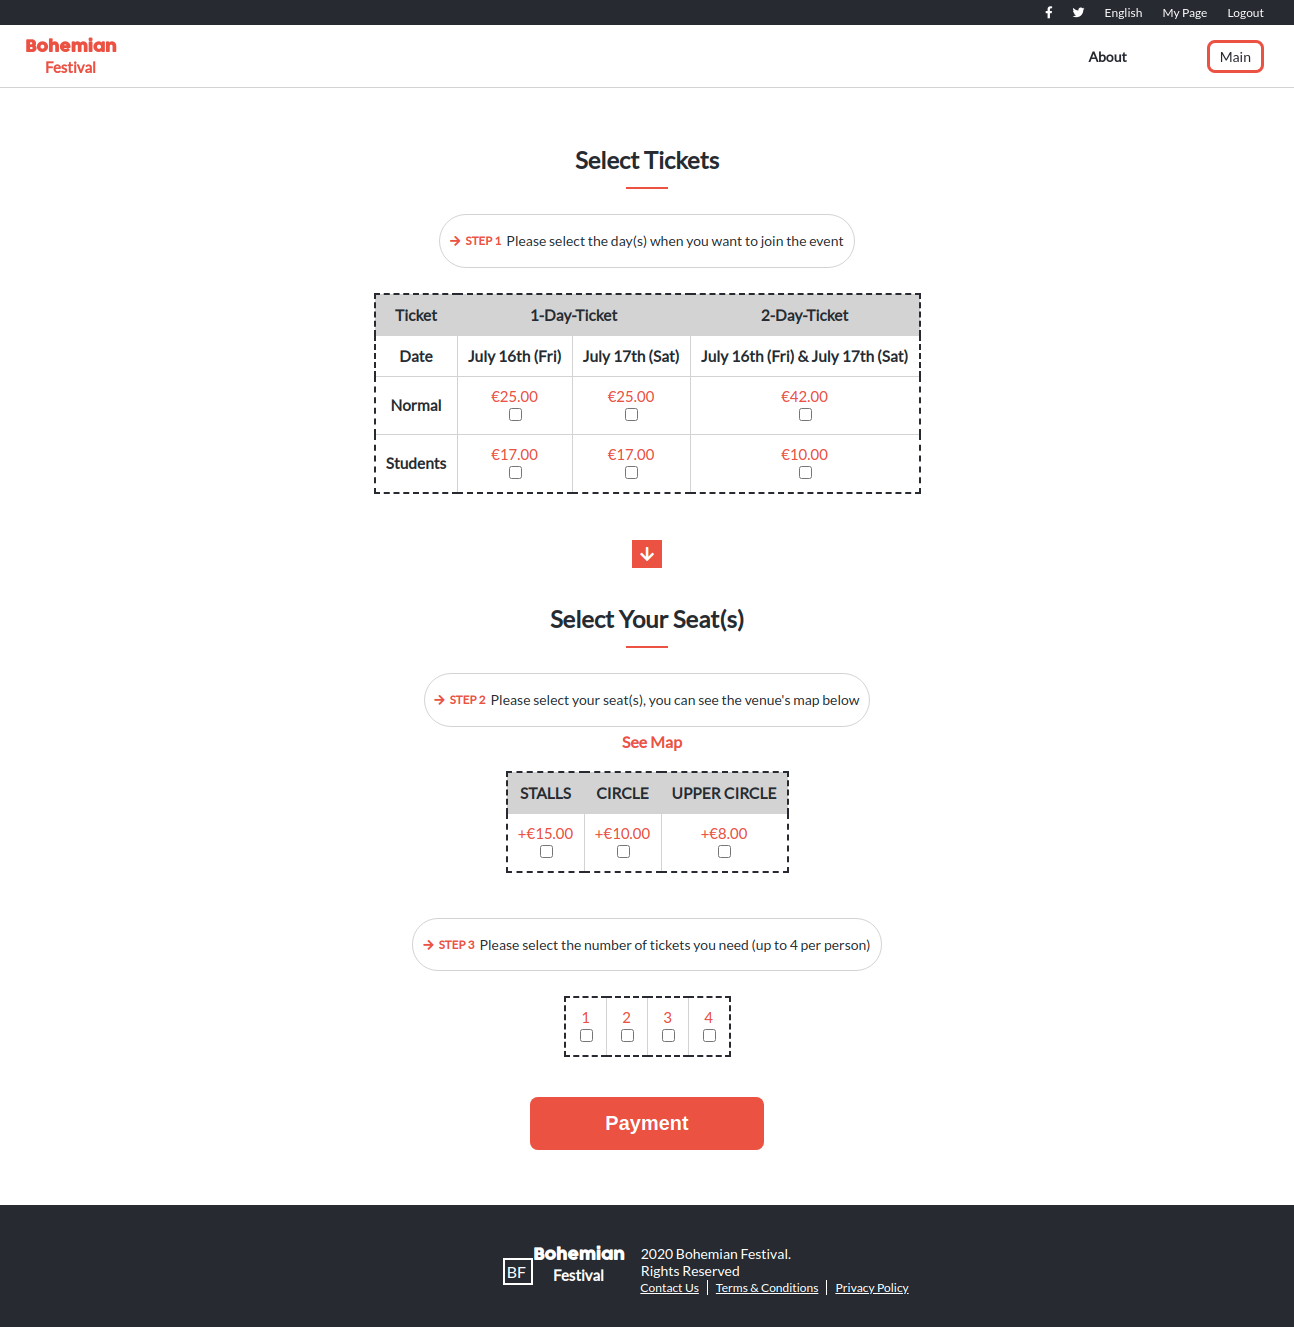 English My Page Logout
Bohemian
Festival
About Main
Select Tickets
STEP 1 Please select the day(s) when you want to join the event
Ticket 1-Day-Ticket 2-Day-Ticket
Date July 16th (Fri) July 17th (Sat) July 16th (Fri) & July 17th (Sat)
Normal €25.00 €25.00 €42.00
Students €17.00 €17.00 €10.00
Select Your Seat(s)
STEP 2 Please select your seat(s), you can see the venue's map below
See Map
STALLS CIRCLE UPPER CIRCLE
+€15.00 +€10.00 +€8.00
STEP 3 Please select the number of tickets you need (up to 4 per person)
1 2 3 4
Payment
BF
Bohemian
Festival
2020 Bohemian Festival.
Rights Reserved
Contact Us Terms & Conditions Privacy Policy